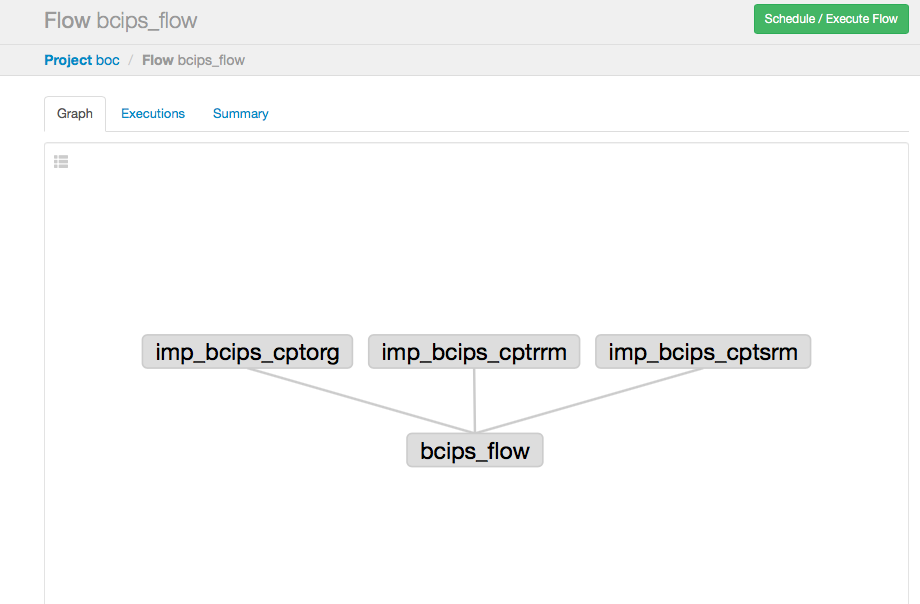 Flow bcips_flow
Schedule / Execute Flow
Project boc / Flow bcips_flow
Graph Executions Summary
imp_bcips_cptorg imp_bcips_cptrrm imp_bcips_cptsrm
bcips_flow